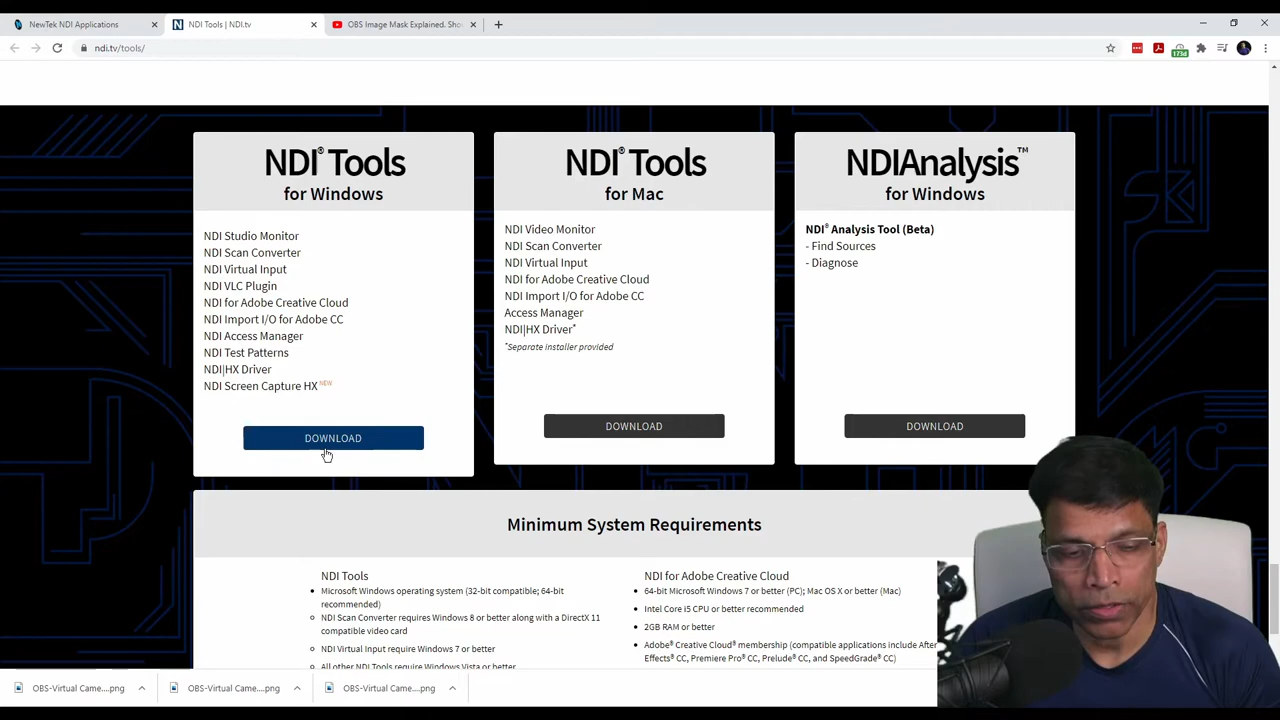 NewTek NDI Applications
NDI Tools | NDI.tv
OBS Image Mask Explained. Sho
ndi.tv/tools/
173d
NDI® Tools
for Windows
NDI Studio Monitor
NDI Scan Converter
NDI Virtual Input
NDI VLC Plugin
NDI for Adobe Creative Cloud
NDI Import I/O for Adobe CC
NDI Access Manager
NDI Test Patterns
NDI|HX Driver
NDI Screen Capture HX NEW
DOWNLOAD
NDI® Tools
for Mac
NDI Video Monitor
NDI Scan Converter
NDI Virtual Input
NDI for Adobe Creative Cloud
NDI Import I/O for Adobe CC
Access Manager
NDI|HX Driver*
*Separate installer provided
DOWNLOAD
NDIAnalysis™
for Windows
NDI® Analysis Tool (Beta)
- Find Sources
- Diagnose
DOWNLOAD
Minimum System Requirements
NDI Tools
Microsoft Windows operating system (32-bit compatible; 64-bit
recommended)
NDI Scan Converter requires Windows 8 or better along with a DirectX 11
compatible video card
NDI Virtual Input require Windows 7 or better
All other NDI Tools require Windows Vista or better
NDI for Adobe Creative Cloud
64-bit Microsoft Windows 7 or better (PC); Mac OS X or better (Mac)
Intel Core i5 CPU or better recommended
2GB RAM or better
Adobe® Creative Cloud® membership (compatible applications include After
Effects® CC, Premiere Pro® CC, Prelude® CC, and SpeedGrade® CC)
OBS-Virtual Came....png
OBS-Virtual Came....png
OBS-Virtual Came....png